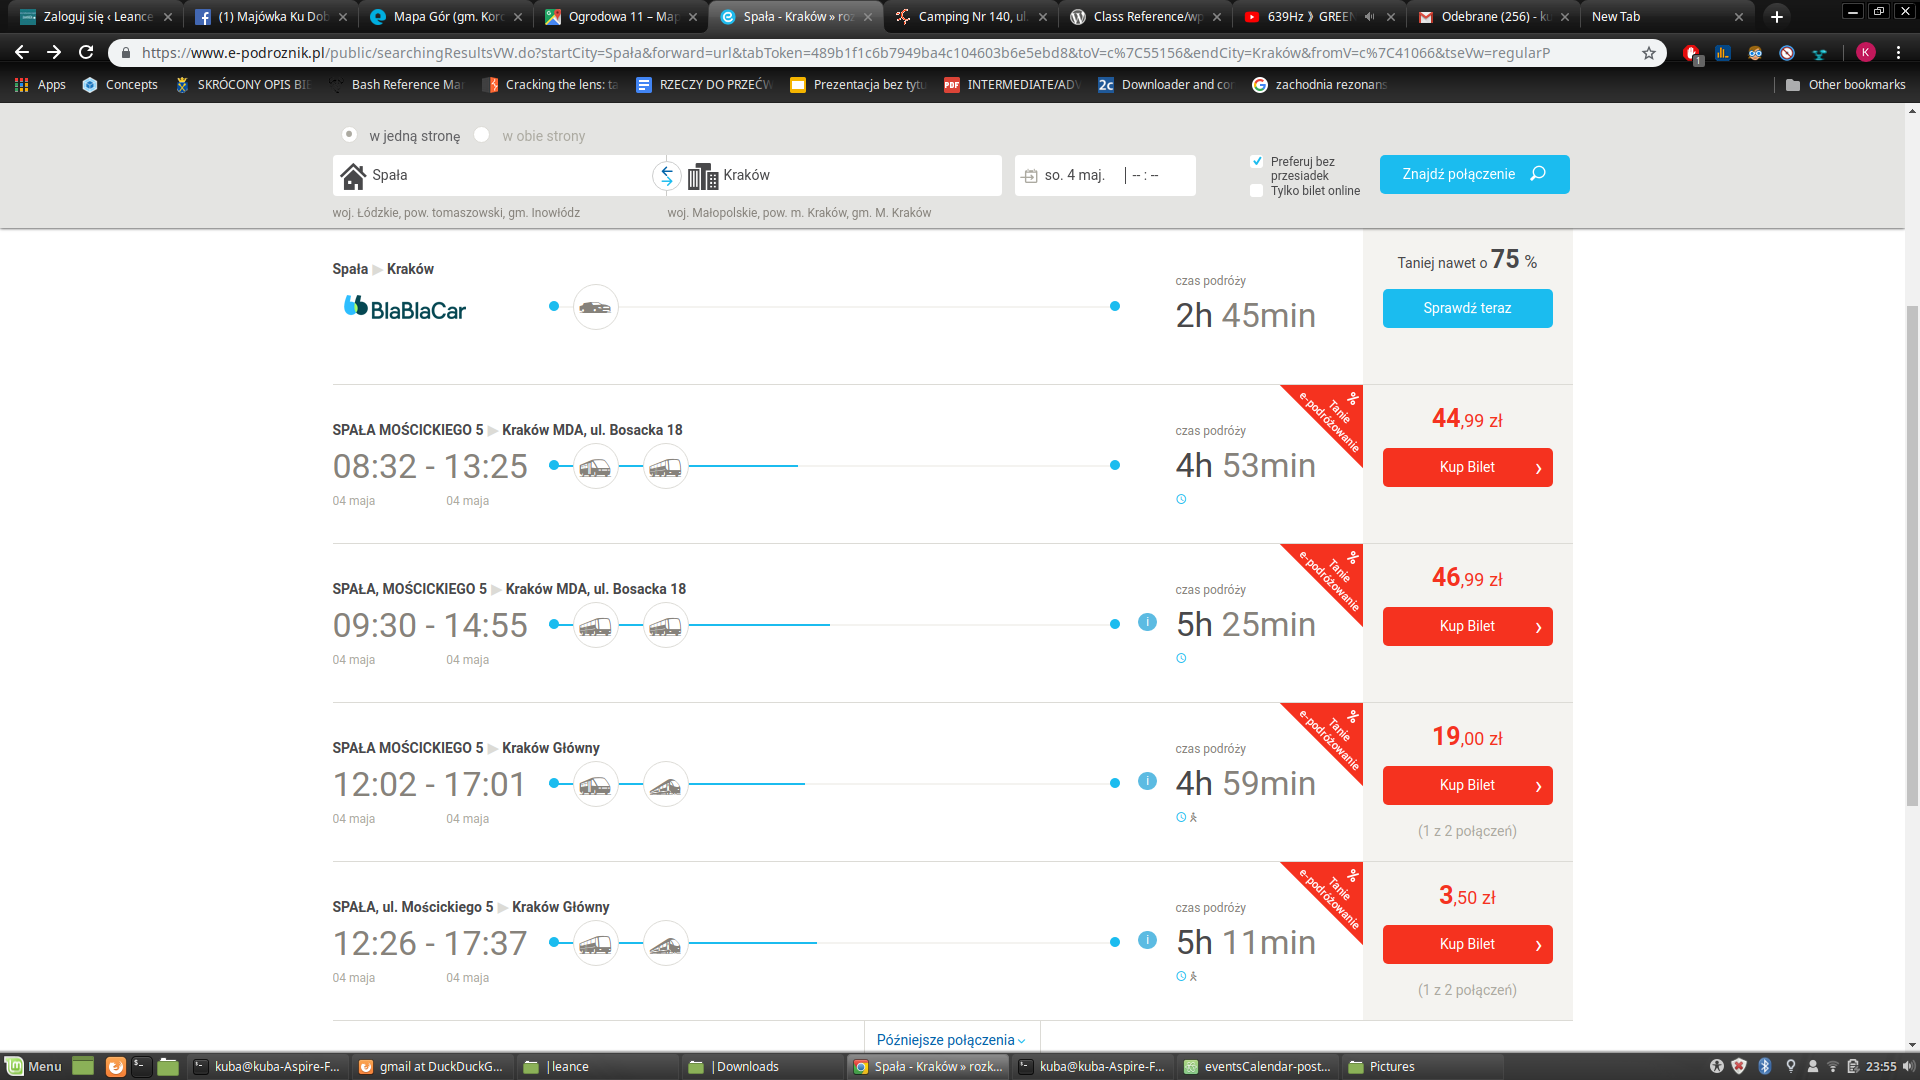 Zaloguj się ‹ Leance
(1) Majówka Ku Dob
Mapa Gór (gm. Koro
Ogrodowa 11 – Map
Spała - Kraków » roz
Camping Nr 140, ul.
Class Reference/wp
639Hz 》GREEN
Odebrane (256) - ku
New Tab
https://www.e-podroznik.pl/public/searchingResultsVW.do?startCity=Spała&forward=url&tabToken=489b1f1c6b7949ba4c104603b6e5ebd8&toV=c%7C55156&endCity=Kraków&fromV=c%7C41066&tseVw=regularP
1
K
Apps
Concepts
SKRÓCONY OPIS BIE
Bash Reference Man
Cracking the lens: ta
RZECZY DO PRZEĆW
Prezentacja bez tytu
PDF
INTERMEDIATE/ADV
2c
Downloader and cor
zachodnia rezonans
Other bookmarks
w jedną stronę
w obie strony
Spała
Kraków
so. 4 maj.
-- : --
Preferuj bez przesiadek
Tylko bilet online
Znajdź połączenie
woj. Łódzkie, pow. tomaszowski, gm. Inowłódz
woj. Małopolskie, pow. m. Kraków, gm. M. Kraków
Spała ▶ Kraków
BlaBlaCar
czas podróży
2h 45min
Taniej nawet o 75 %
Sprawdź teraz
SPAŁA MOŚCICKIEGO 5 ▶ Kraków MDA, ul. Bosacka 18
08:32 - 13:25
04 maja
04 maja
czas podróży
4h 53min
%
Tanie
e-podróżowanie
44,99 zł
Kup Bilet
SPAŁA, MOŚCICKIEGO 5 ▶ Kraków MDA, ul. Bosacka 18
09:30 - 14:55
04 maja
04 maja
i
czas podróży
5h 25min
%
Tanie
e-podróżowanie
46,99 zł
Kup Bilet
SPAŁA MOŚCICKIEGO 5 ▶ Kraków Główny
12:02 - 17:01
04 maja
04 maja
i
czas podróży
4h 59min
%
Tanie
e-podróżowanie
19,00 zł
Kup Bilet
(1 z 2 połączeń)
SPAŁA, ul. Mościckiego 5 ▶ Kraków Główny
12:26 - 17:37
04 maja
04 maja
i
czas podróży
5h 11min
%
Tanie
e-podróżowanie
3,50 zł
Kup Bilet
(1 z 2 połączeń)
Późniejsze połączenia
Menu
kuba@kuba-Aspire-F...
gmail at DuckDuckG...
|leance
|Downloads
Spała - Kraków » rozk...
kuba@kuba-Aspire-F...
eventsCalendar-post...
Pictures
23:55